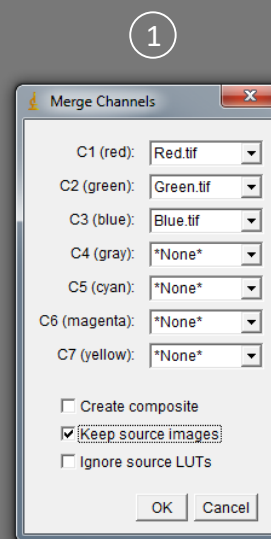 1
Merge Channels
C1 (red): Red.tif
C2 (green): Green.tif
C3 (blue): Blue.tif
C4 (gray): *None*
C5 (cyan): *None*
C6 (magenta): *None*
C7 (yellow): *None*
Create composite
Keep source images
Ignore source LUTs
OK Cancel